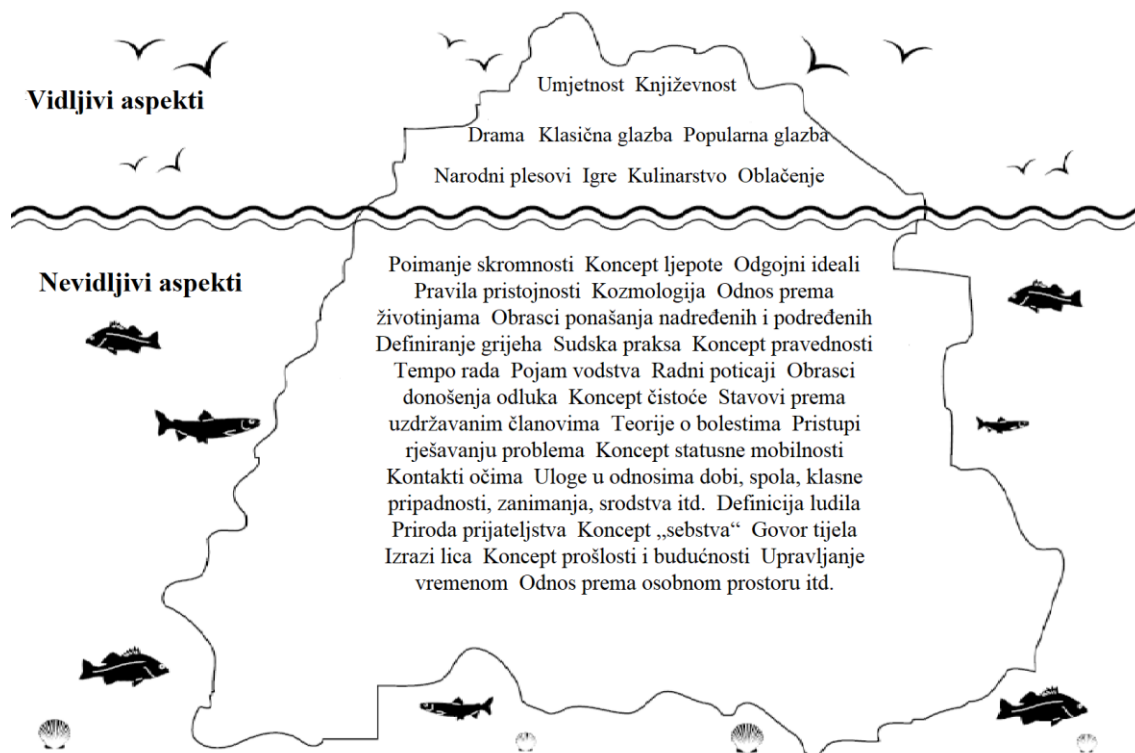 Vidljivi aspekti
Umjetnost Književnost
Drama Klasična glazba Popularna glazba
Narodni plesovi Igre Kulinarstvo Oblačenje
Nevidljivi aspekti
Poimanje skromnosti Koncept ljepote Odgojni ideali
Pravila pristojnosti Kozmologija Odnos prema
životinjama Obrasci ponašanja nadređenih i podređenih
Definiranje grijeha Sudska praksa Koncept pravednosti
Tempo rada Pojam vodstva Radni poticaji Obrasci
donošenja odluka Koncept čistoće Stavovi prema
uzdržavanim članovima Teorije o bolestima Pristupi
rješavanju problema Koncept statusne mobilnosti
Kontakti očima Uloge u odnosima dobi, spola, klasne
pripadnosti, zanimanja, srodstva itd. Definicija ludila
Priroda prijateljstva Koncept „sebstva“ Govor tijela
Izrazi lica Koncept prošlosti i budućnosti Upravljanje
vremenom Odnos prema osobnom prostoru itd.